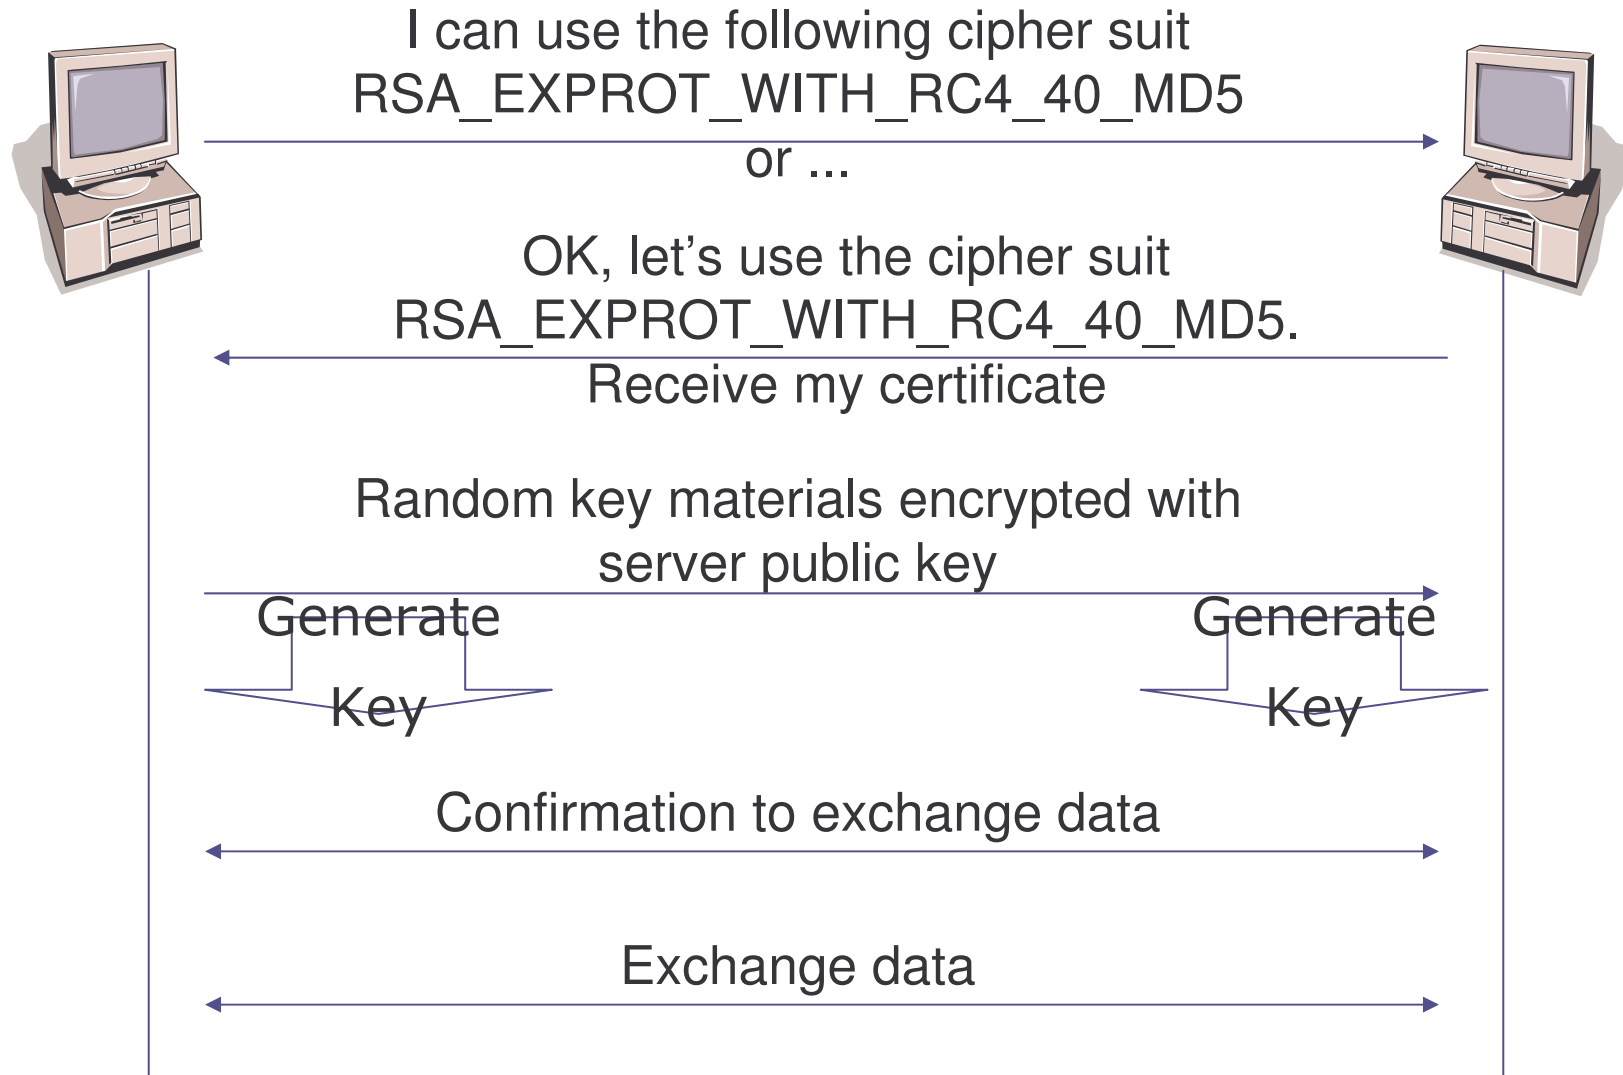 I can use the following cipher suit
RSA_EXPROT_WITH_RC4_40_MD5
or ...
OK, let's use the cipher suit
RSA_EXPROT_WITH_RC4_40_MD5.
Receive my certificate
Random key materials encrypted with
server public key
Generate
Key
Generate
Key
Confirmation to exchange data
Exchange data